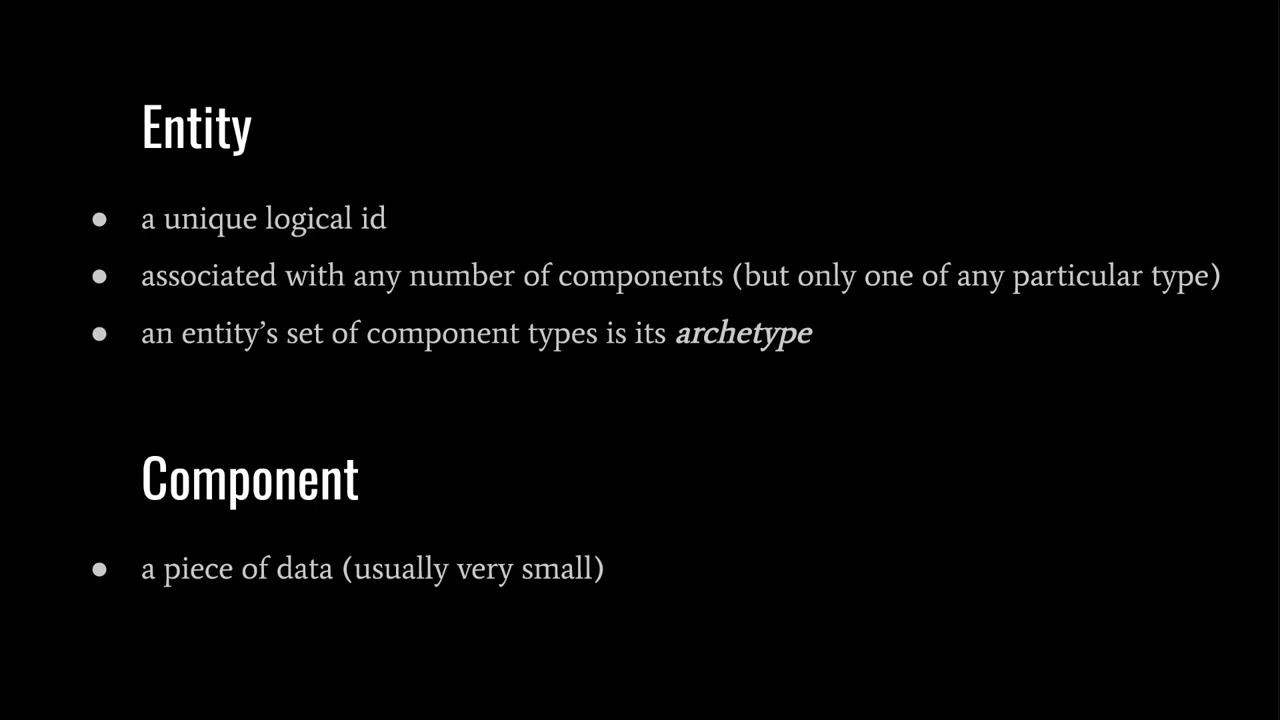 Entity
● a unique logical id
● associated with any number of components (but only one of any particular type)
● an entity’s set of component types is its archetype
Component
● a piece of data (usually very small)